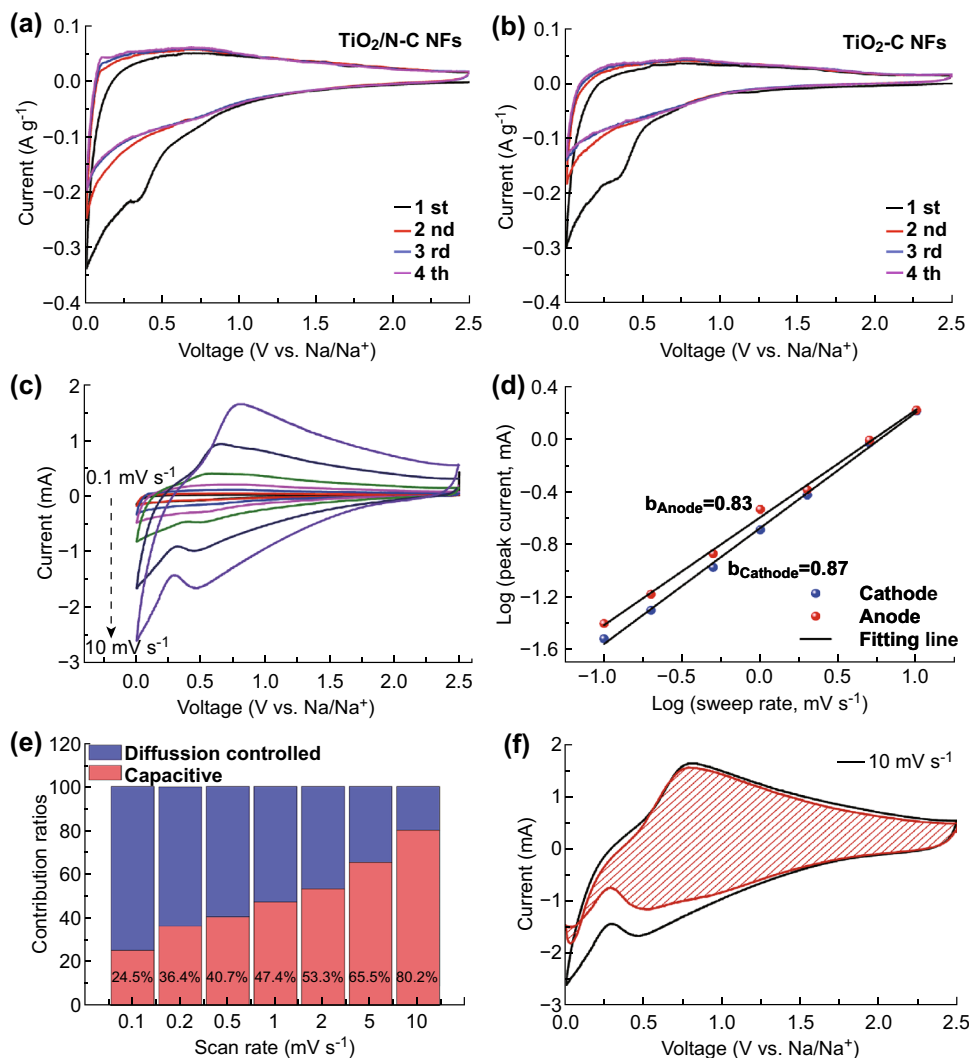 (a)
TiO₂/N-C NFs
Current (A g⁻¹)
0.1
0.0
−0.1
−0.2
−0.3
−0.4
1 st
2 nd
3 rd
4 th
0.0 0.5 1.0 1.5 2.0 2.5
Voltage (V vs. Na/Na⁺)
(b)
TiO₂-C NFs
Current (A g⁻¹)
0.1
0.0
−0.1
−0.2
−0.3
−0.4
1 st
2 nd
3 rd
4 th
0.0 0.5 1.0 1.5 2.0 2.5
Voltage (V vs. Na/Na⁺)
(c)
Current (mA)
2
1
0
−1
−2
−3
0.1 mV s⁻¹
10 mV s⁻¹
0.0 0.5 1.0 1.5 2.0 2.5
Voltage (V vs. Na/Na⁺)
(d)
Log (peak current, mA)
0.4
0.0
−0.4
−0.8
−1.2
−1.6
b_Anode=0.83
b_Cathode=0.87
Cathode
Anode
Fitting line
−1.0 −0.5 0.0 0.5 1.0
Log (sweep rate, mV s⁻¹)
(e)
Contribution ratios
120
100
80
60
40
20
0
Diffussion controlled
Capacitive
24.5% 36.4% 40.7% 47.4% 53.3% 65.5% 80.2%
0.1 0.2 0.5 1 2 5 10
Scan rate (mV s⁻¹)
(f)
10 mV s⁻¹
Current (mA)
2
1
0
−1
−2
−3
0.0 0.5 1.0 1.5 2.0 2.5
Voltage (V vs. Na/Na⁺)